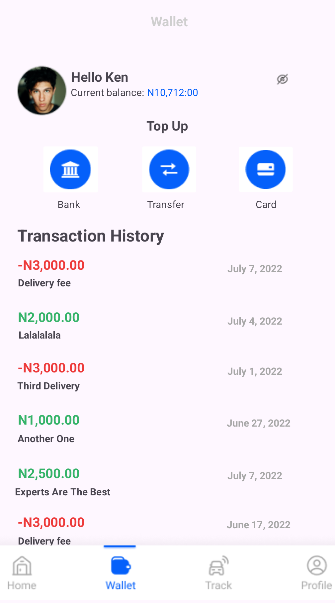 Wallet
Hello Ken
Current balance: N10,712:00
Top Up
Bank Transfer Card
Transaction History
-N3,000.00 July 7, 2022
Delivery fee
N2,000.00 July 4, 2022
Lalalalala
-N3,000.00 July 1, 2022
Third Delivery
N1,000.00 June 27, 2022
Another One
N2,500.00 July 7, 2022
Experts Are The Best
-N3,000.00 June 17, 2022
Delivery fee
Home Wallet Track Profile